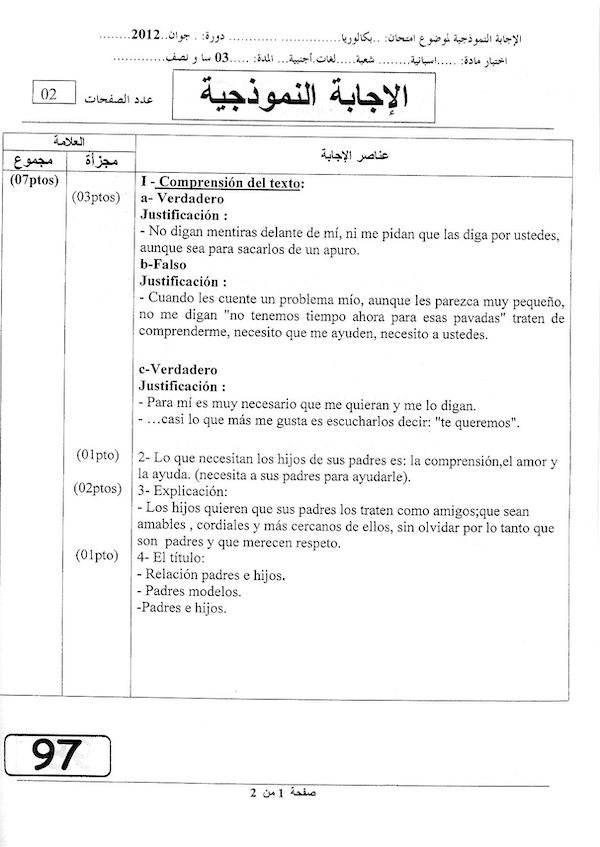 الإجابة النموذجية لموضوع امتحان: ..بكالوريا................ ............ دورة: . جوان..2012........
اختبار مادة: .....اسبانية........ شعبة.....لغات.أجنبية... المدة: .....03 سا و نصف.............
الإجابة النموذجية
عدد الصفحات 02
عناصر الإجابة
العلامة
مجزأة مجموع
(07ptos) I - Comprensión del texto:
(03ptos) a- Verdadero
Justificación :
- No digan mentiras delante de mí, ni me pidan que las diga por ustedes,
aunque sea para sacarlos de un apuro.
b-Falso
Justificación :
- Cuando les cuente un problema mío, aunque les parezca muy pequeño,
no me digan "no tenemos tiempo ahora para esas pavadas" traten de
comprenderme, necesito que me ayuden, necesito a ustedes.
c-Verdadero
Justificación :
- Para mí es muy necesario que me quieran y me lo digan.
- …casi lo que más me gusta es escucharlos decir: "te queremos".
(01pto) 2- Lo que necesitan los hijos de sus padres es: la comprensión,el amor y
la ayuda. (necesita a sus padres para ayudarle).
(02ptos) 3- Explicación:
- Los hijos quieren que sus padres los traten como amigos;que sean
amables , cordiales y más cercanos de ellos, sin olvidar por lo tanto que
son padres y que merecen respeto.
(01pto) 4- El título:
- Relación padres e hijos.
- Padres modelos.
-Padres e hijos.
97
صفحة 1 من 2